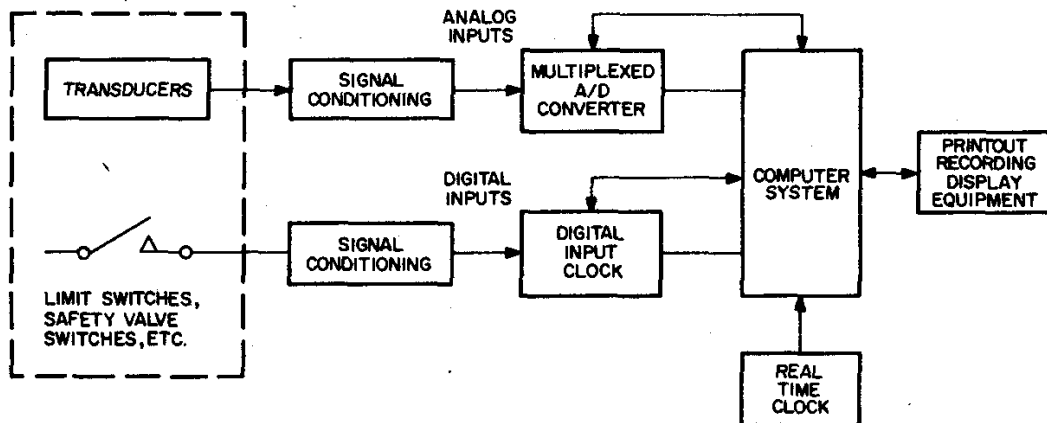 ANALOG
INPUTS
TRANSDUCERS
SIGNAL
CONDITIONING
MULTIPLEXED
A/D
CONVERTER
COMPUTER
SYSTEM
PRINTOUT
RECORDING
DISPLAY
EQUIPMENT
DIGITAL
INPUTS
SIGNAL
CONDITIONING
DIGITAL
INPUT
CLOCK
LIMIT SWITCHES,
SAFETY VALVE
SWITCHES, ETC.
REAL
TIME
CLOCK